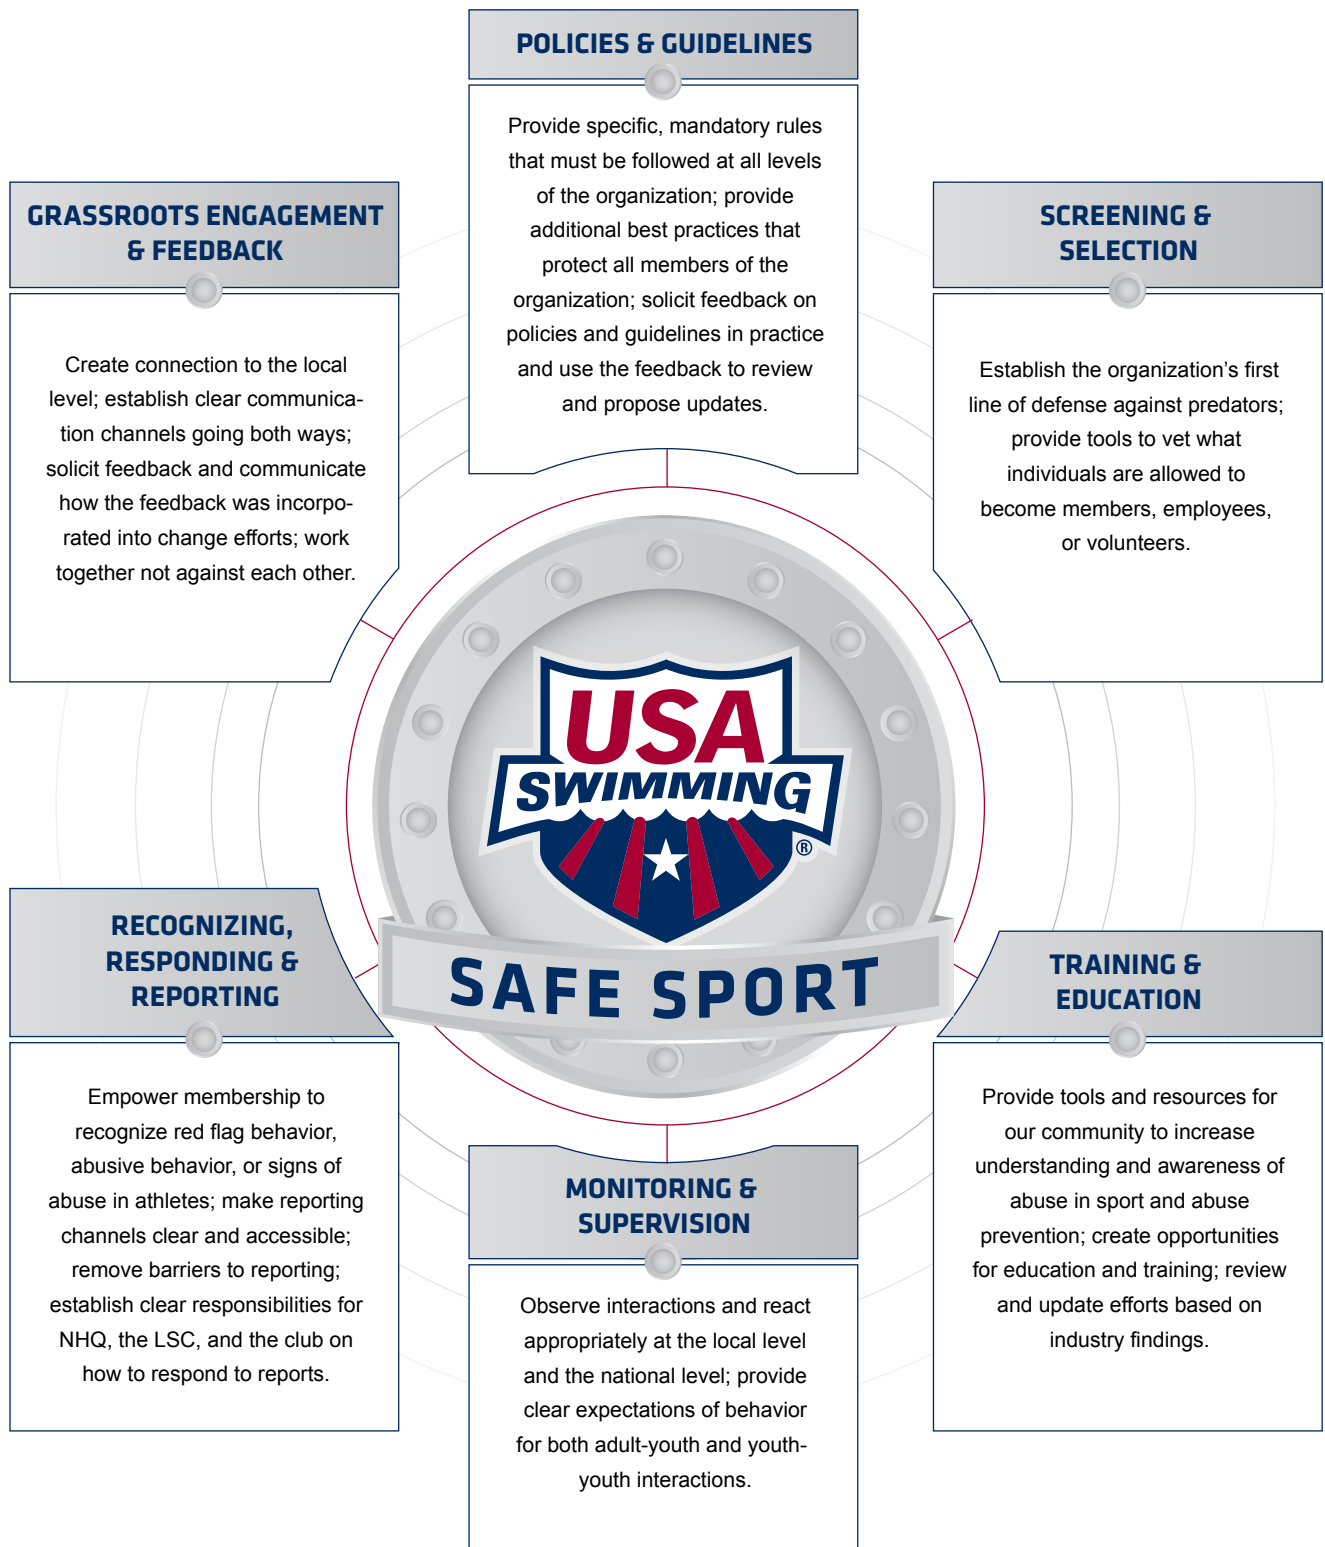 POLICIES & GUIDELINES
Provide specific, mandatory rules
that must be followed at all levels
of the organization; provide
additional best practices that
protect all members of the
organization; solicit feedback on
policies and guidelines in practice
and use the feedback to review
and propose updates.
GRASSROOTS ENGAGEMENT
& FEEDBACK
Create connection to the local
level; establish clear communica-
tion channels going both ways;
solicit feedback and communicate
how the feedback was incorpo-
rated into change efforts; work
together not against each other.
SCREENING &
SELECTION
Establish the organization’s first
line of defense against predators;
provide tools to vet what
individuals are allowed to
become members, employees,
or volunteers.
USA
SWIMMING
®
SAFE SPORT
RECOGNIZING,
RESPONDING &
REPORTING
Empower membership to
recognize red flag behavior,
abusive behavior, or signs of
abuse in athletes; make reporting
channels clear and accessible;
remove barriers to reporting;
establish clear responsibilities for
NHQ, the LSC, and the club on
how to respond to reports.
MONITORING &
SUPERVISION
Observe interactions and react
appropriately at the local level
and the national level; provide
clear expectations of behavior
for both adult-youth and youth-
youth interactions.
TRAINING &
EDUCATION
Provide tools and resources for
our community to increase
understanding and awareness of
abuse in sport and abuse
prevention; create opportunities
for education and training; review
and update efforts based on
industry findings.